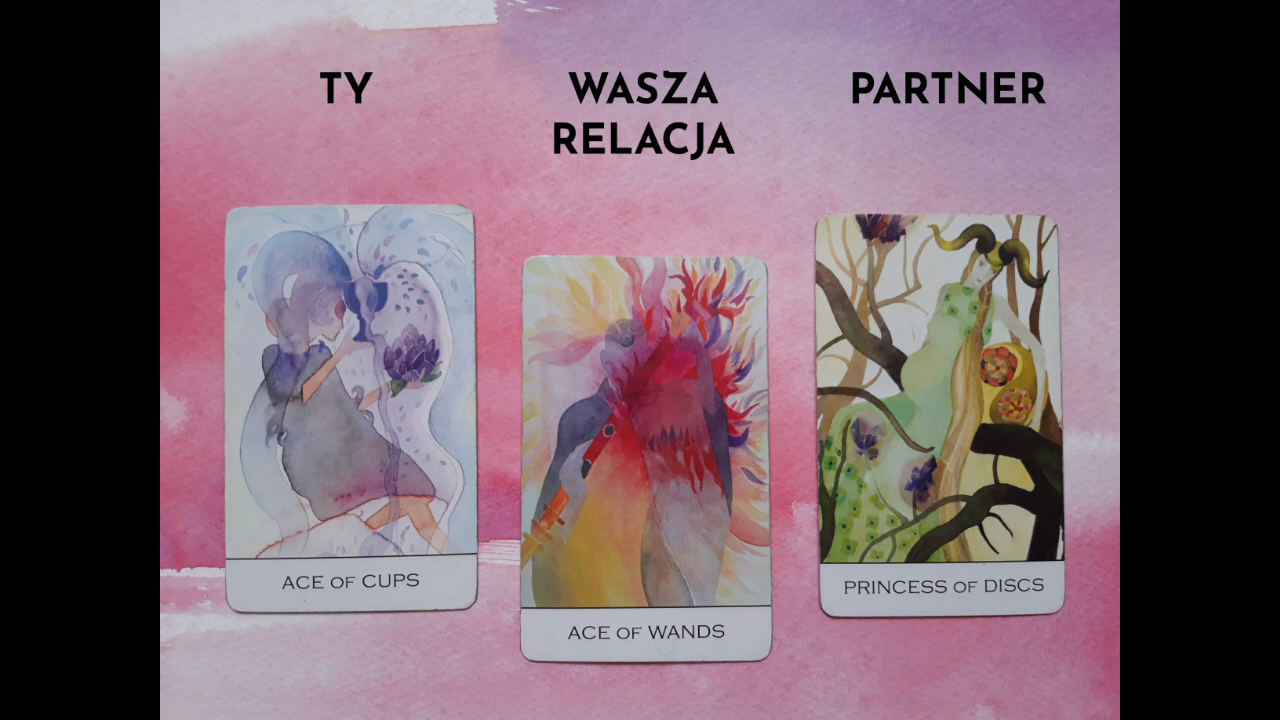 TY
WASZA
RELACJA
PARTNER
ACE OF CUPS
ACE OF WANDS
PRINCESS OF DISCS